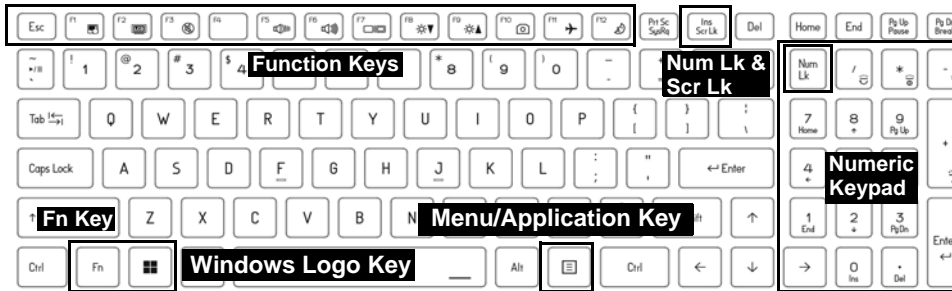 Esc F1 F2 F3 F4 F5 F6 F7 F8 F9 F10 F11 F12 Prt Sc SysRq Ins Scr Lk Del Home End Pg Up Pause Pg Dn Break
~ ` ! 1 @ 2 # 3 $ 4 Function Keys * 8 ( 9 ) 0 - Num Lk & Scr Lk Num Lk / * -
Tab Q W E R T Y U I O P { [ } ] \ 7 Home 8 9 Pg Up
Caps Lock A S D F G H J K L : ; " ' Enter 4 Numeric Keypad +
Fn Key Z X C V B N Menu/Application Key 1 End 2 3 Pg Dn
Ctrl Fn Windows Logo Key Alt Ctrl 0 Ins . Del Enter